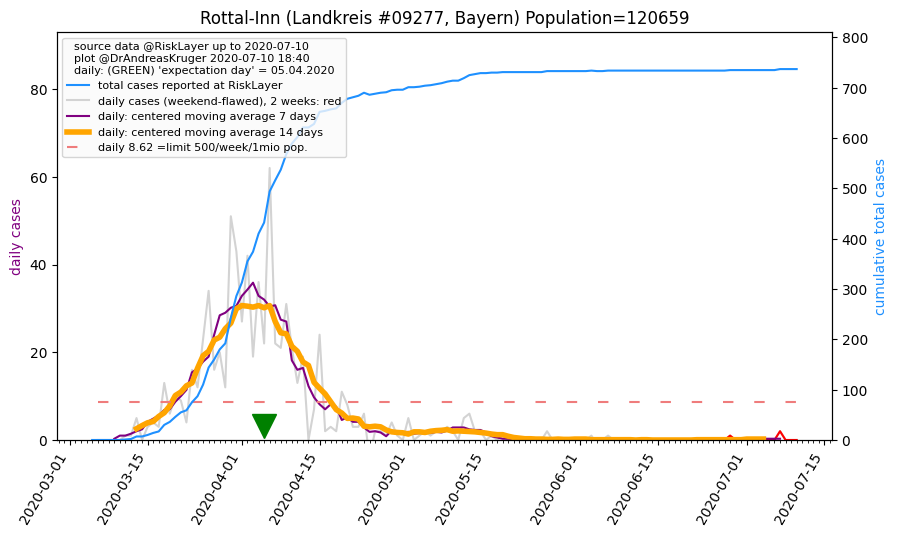 Rottal-Inn (Landkreis #09277, Bayern) Population=120659
source data @RiskLayer up to 2020-07-10
plot @DrAndreasKruger 2020-07-10 18:40
daily: (GREEN) 'expectation day' = 05.04.2020
total cases reported at RiskLayer
daily cases (weekend-flawed), 2 weeks: red
daily: centered moving average 7 days
daily: centered moving average 14 days
daily 8.62 =limit 500/week/1mio pop.
daily cases
0
20
40
60
80
cumulative total cases
0
100
200
300
400
500
600
700
800
2020-03-01
2020-03-15
2020-04-01
2020-04-15
2020-05-01
2020-05-15
2020-06-01
2020-06-15
2020-07-01
2020-07-15